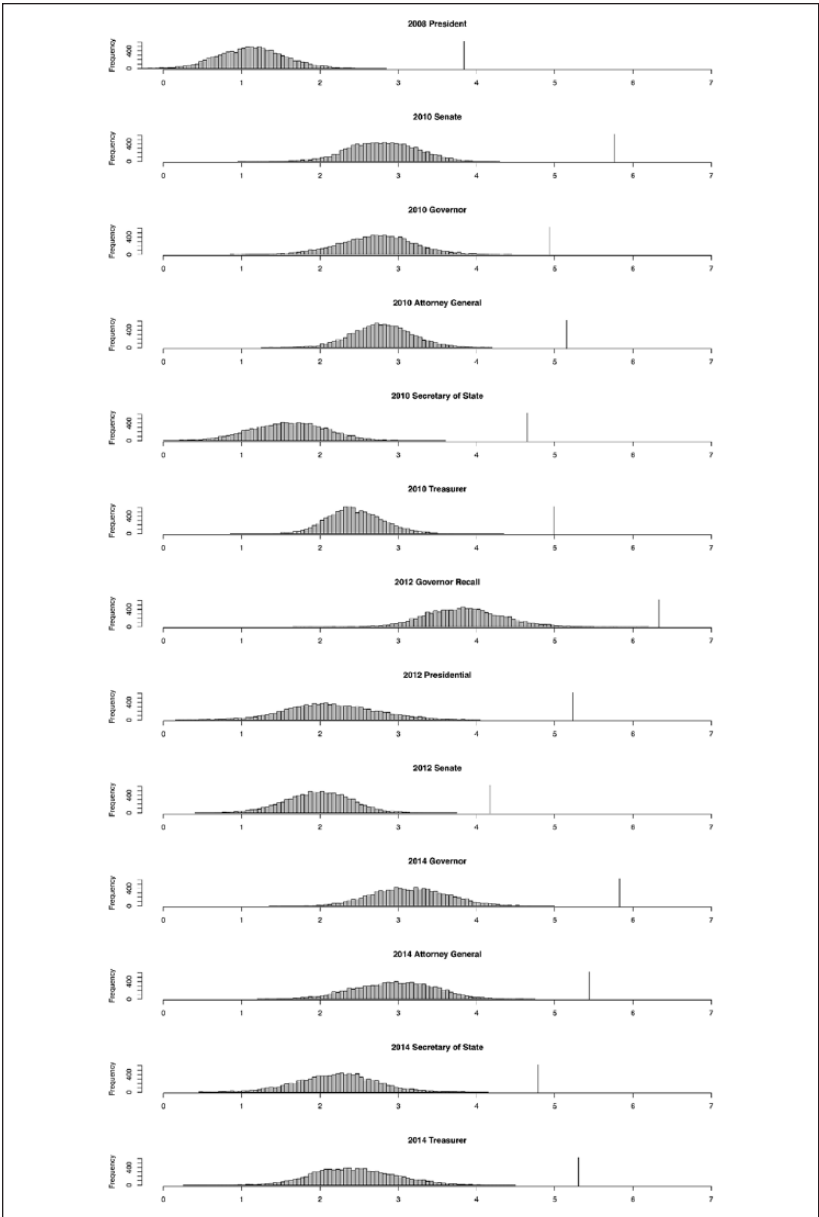 2008 President
Frequency
0 400
0 1 2 3 4 5 6 7
2010 Senate
Frequency
0 400
0 1 2 3 4 5 6 7
2010 Governor
Frequency
0 400
0 1 2 3 4 5 6 7
2010 Attorney General
Frequency
0 400
0 1 2 3 4 5 6 7
2010 Secretary of State
Frequency
0 400
0 1 2 3 4 5 6 7
2010 Treasurer
Frequency
0 400
0 1 2 3 4 5 6 7
2012 Governor Recall
Frequency
0 400
0 1 2 3 4 5 6 7
2012 Presidential
Frequency
0 400
0 1 2 3 4 5 6 7
2012 Senate
Frequency
0 400
0 1 2 3 4 5 6 7
2014 Governor
Frequency
0 400
0 1 2 3 4 5 6 7
2014 Attorney General
Frequency
0 400
0 1 2 3 4 5 6 7
2014 Secretary of State
Frequency
0 400
0 1 2 3 4 5 6 7
2014 Treasurer
Frequency
0 400
0 1 2 3 4 5 6 7